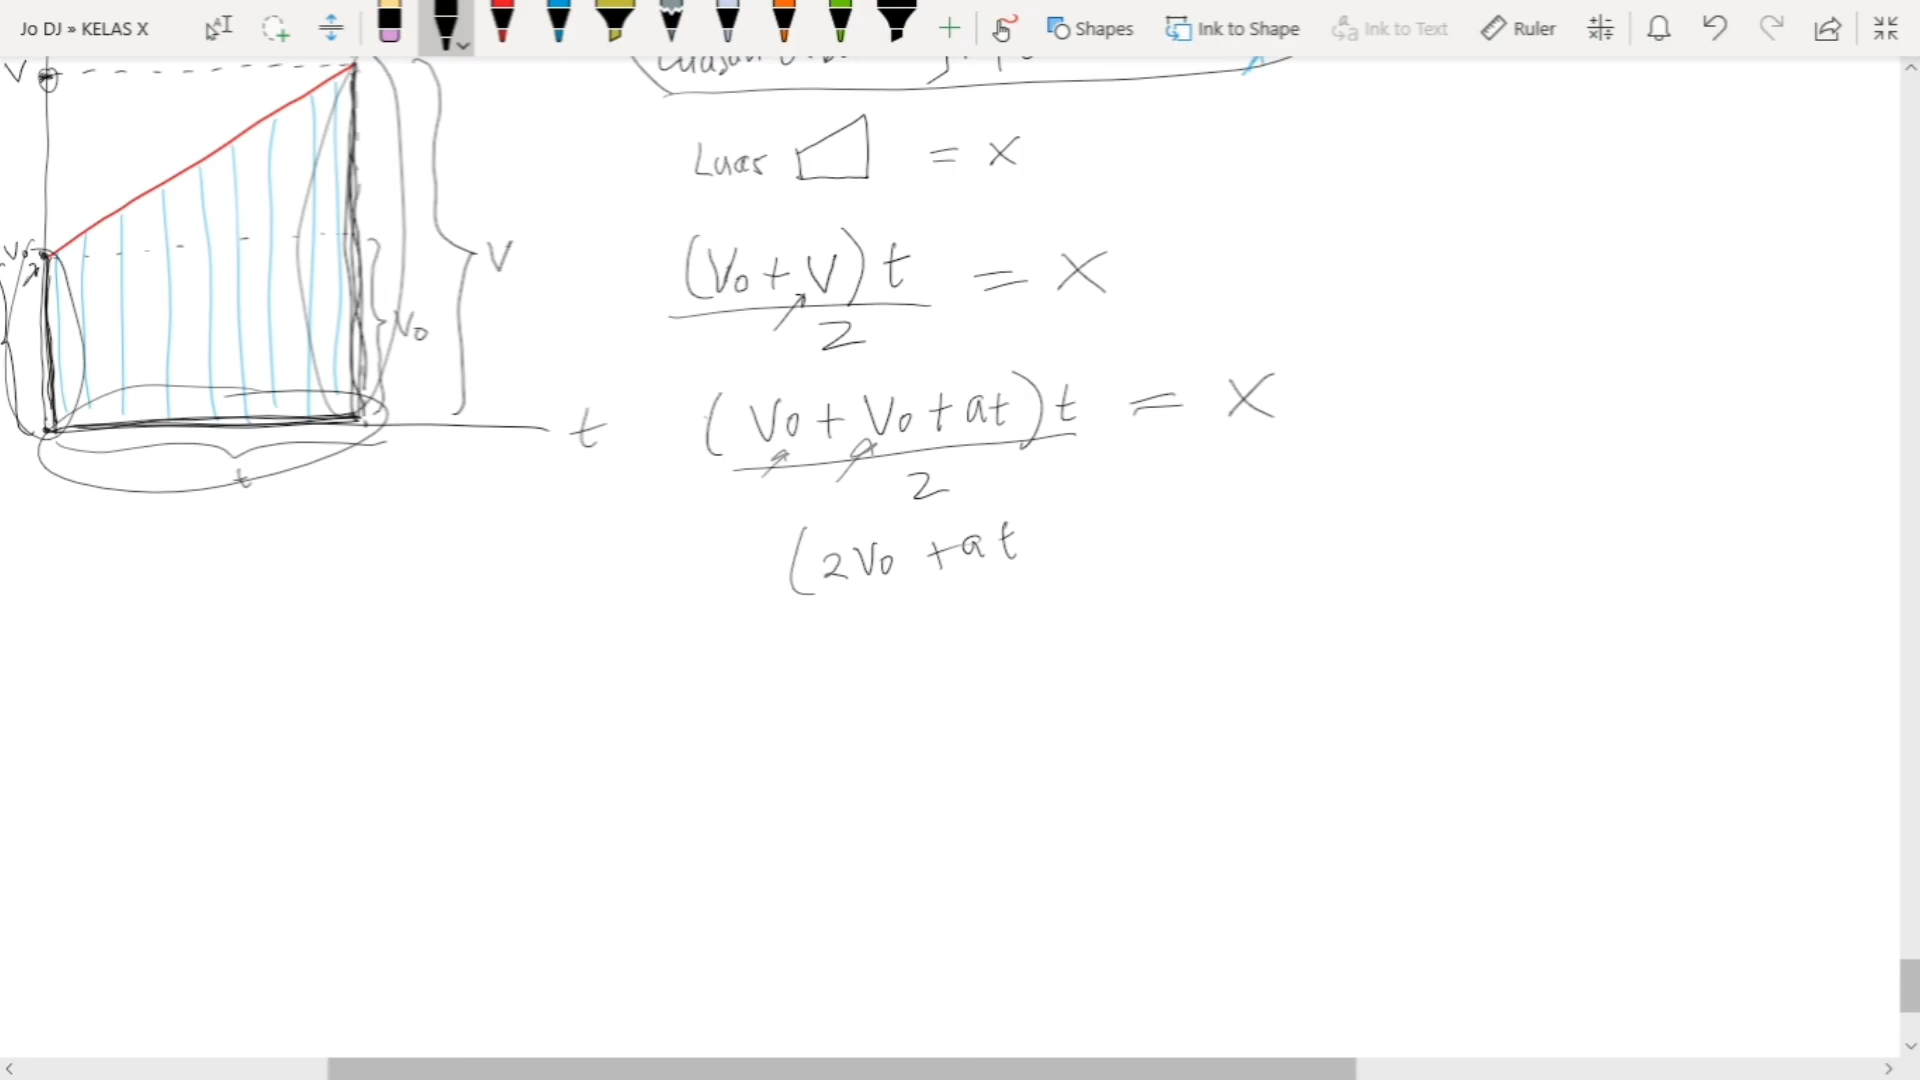 Jo DJ » KELAS X
Shapes
Ink to Shape
Ink to Text
Ruler
V
Vo
V
Vo
t
t
Luas = X
(Vo + V) t = X
2
(Vo + Vo + at) t = X
2
(2Vo + at